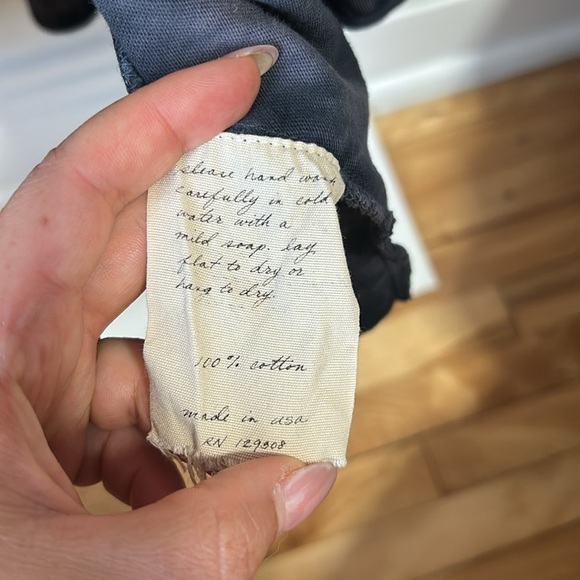 please hand wash
carefully in cold
water with a
mild soap. lay
flat to dry or
hang to dry.
100% cotton
made in usa
RN 129308